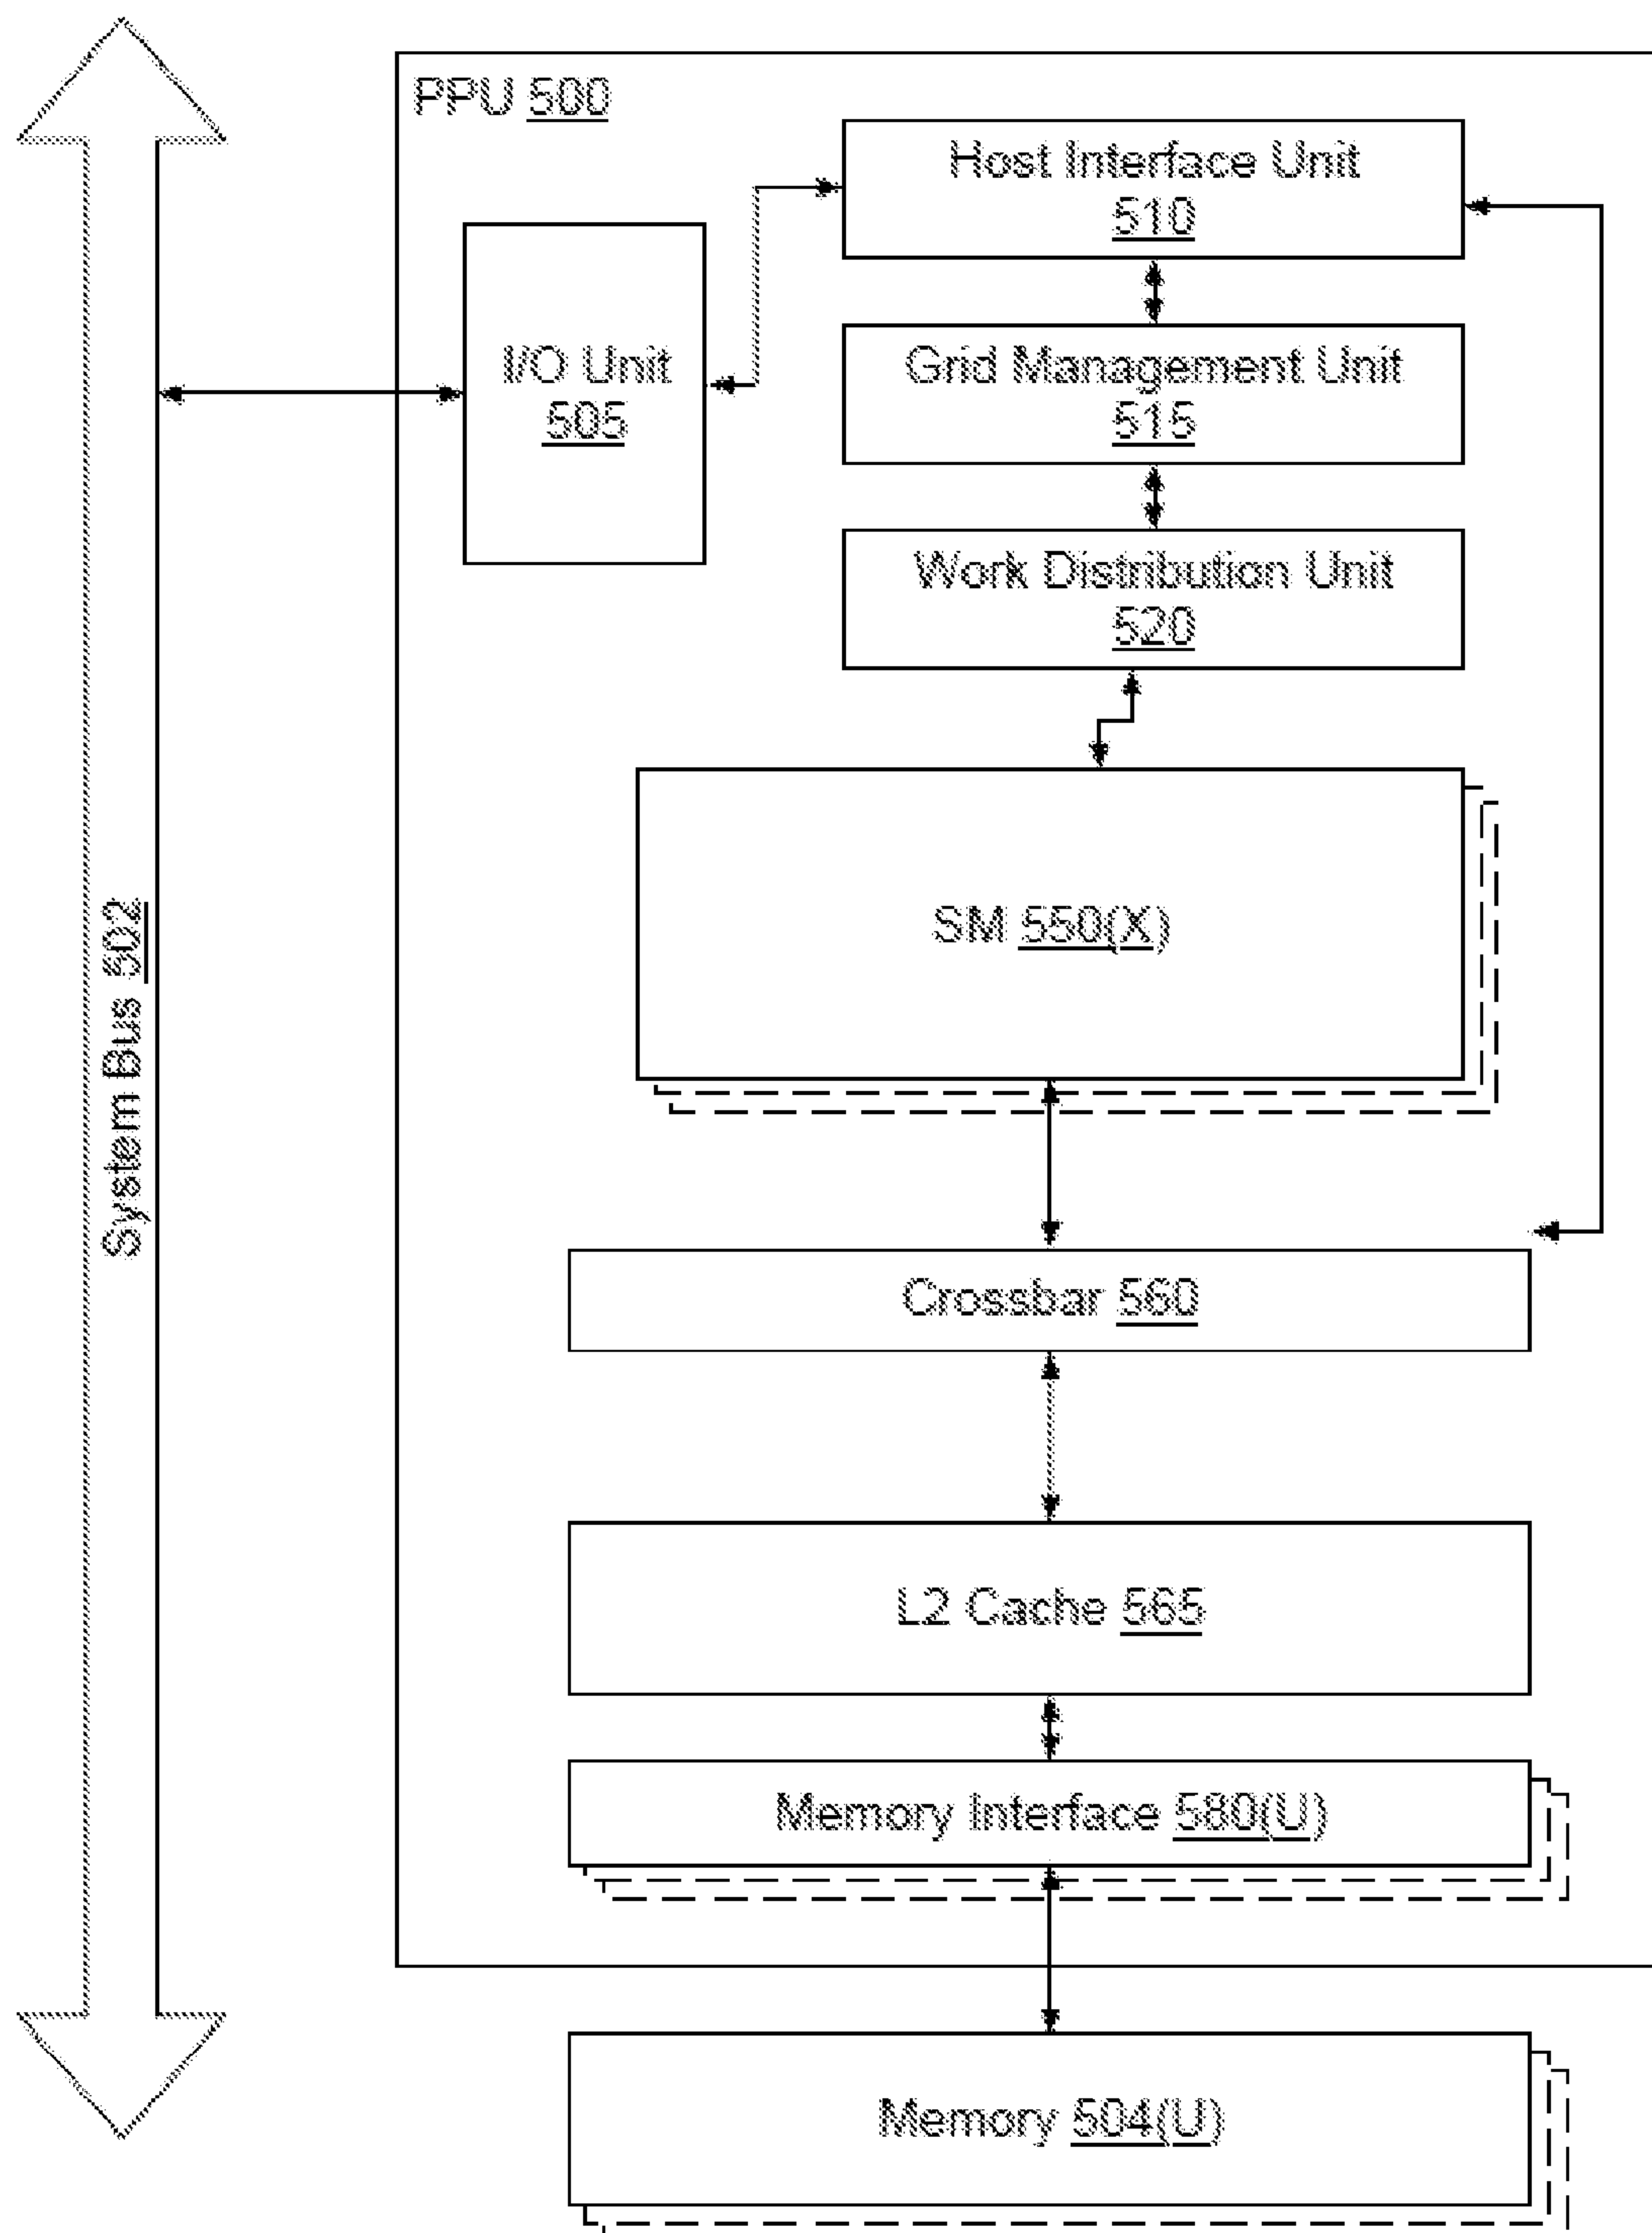 PPU 500
Host Interface Unit
510
I/O Unit
505
Grid Management Unit
515
Work Distribution Unit
520
SM 550(X)
System Bus 502
Crossbar 560
L2 Cache 565
Memory Interface 580(U)
Memory 504(U)